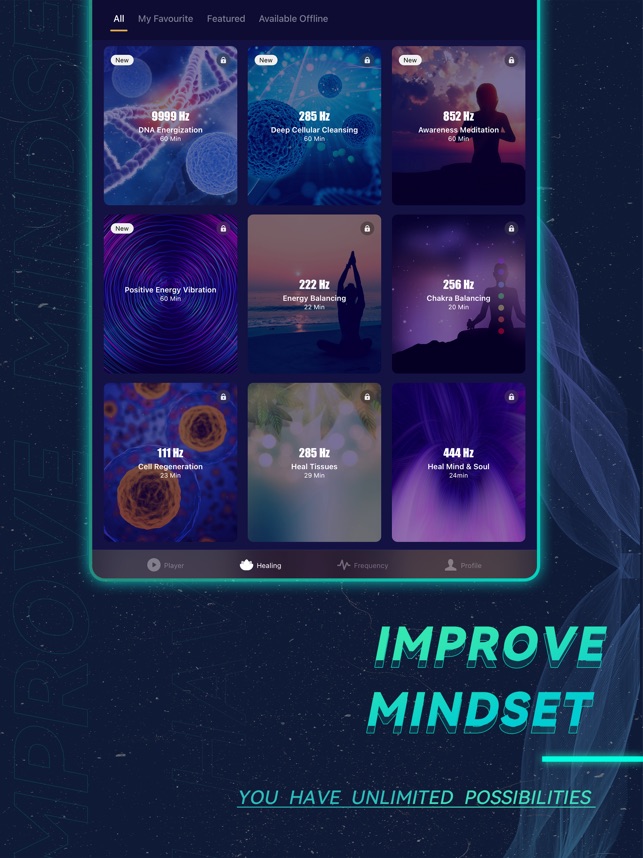 All My Favourite Featured Available Offline
New
9999 Hz
DNA Energization
60 Min
New
285 Hz
Deep Cellular Cleansing
60 Min
New
852 Hz
Awareness Meditation &
60 Min
New
Positive Energy Vibration
60 Min
222 Hz
Energy Balancing
22 Min
256 Hz
Chakra Balancing
20 Min
111 Hz
Cell Regeneration
23 Min
285 Hz
Heal Tissues
29 Min
444 Hz
Heal Mind & Soul
24min
Player Healing Frequency Profile
IMPROVE
MINDSET
YOU HAVE UNLIMITED POSSIBILITIES
IMPROVE MINDSE